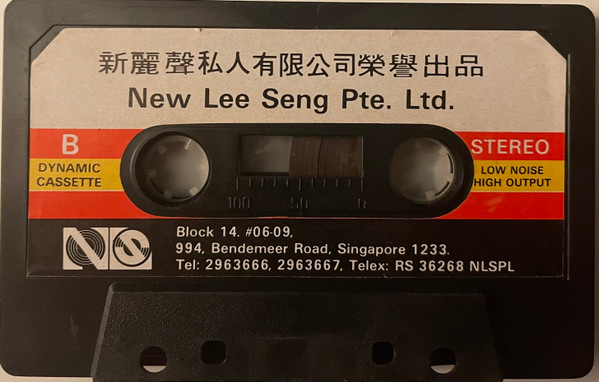 新麗聲私人有限公司榮譽出品
New Lee Seng Pte. Ltd.
B
STEREO
DYNAMIC
CASSETTE
LOW NOISE
HIGH OUTPUT
100 50 0
Block 14. #06-09,
994, Bendemeer Road, Singapore 1233.
Tel: 2963666, 2963667, Telex: RS 36268 NLSPL